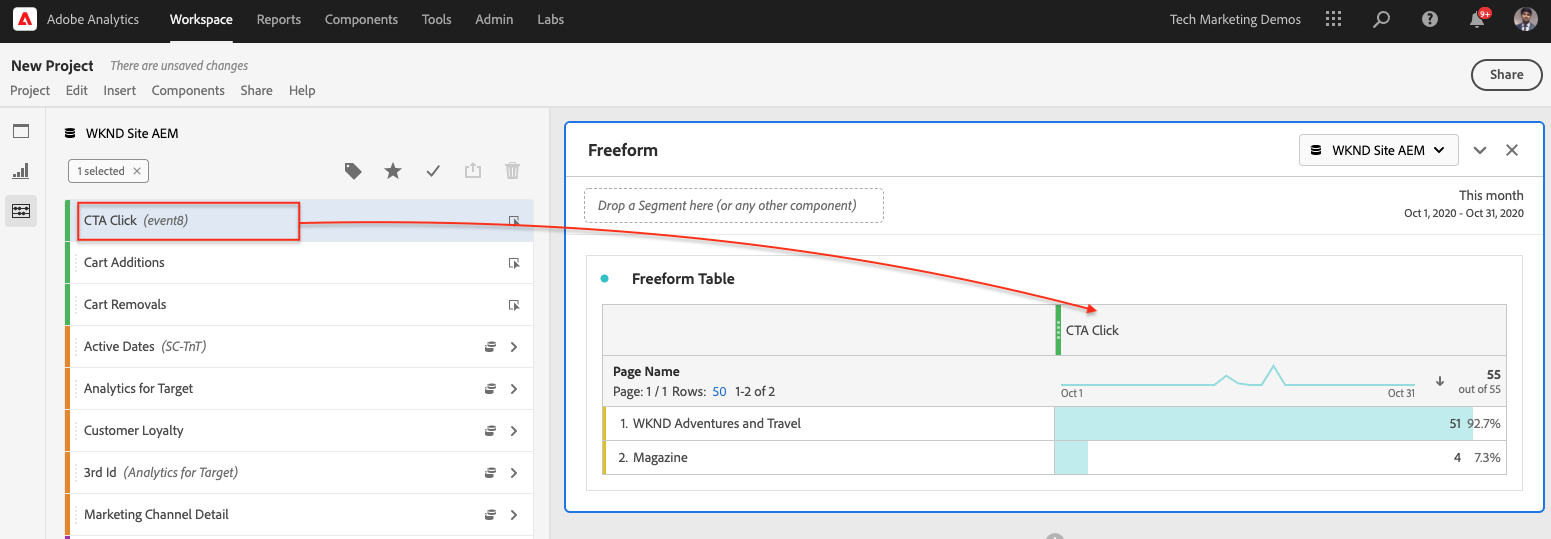 Adobe Analytics Workspace Reports Components Tools Admin Labs Tech Marketing Demos 9+
New Project There are unsaved changes
Project Edit Insert Components Share Help
Share
WKND Site AEM
1 selected
CTA Click (event8)
Cart Additions
Cart Removals
Active Dates (SC-TnT)
Analytics for Target
Customer Loyalty
3rd Id (Analytics for Target)
Marketing Channel Detail
Freeform
WKND Site AEM
Drop a Segment here (or any other component)
This month
Oct 1, 2020 - Oct 31, 2020
Freeform Table
CTA Click
Page Name
Page: 1 / 1 Rows: 50 1-2 of 2
Oct 1 Oct 31
55
out of 55
1. WKND Adventures and Travel 51 92.7%
2. Magazine 4 7.3%